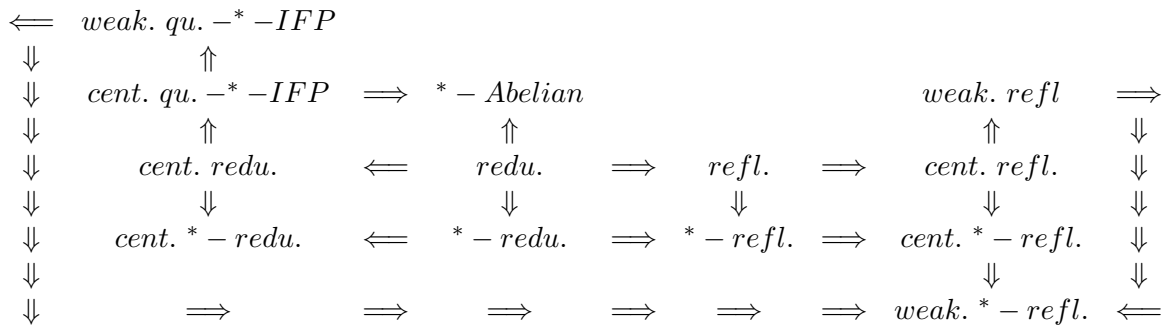 ⟸ weak. qu. −* −IFP
⇓ ⇑
⇓ cent. qu. −* −IFP ⟹ * − Abelian weak. refl ⟹
⇓ ⇑ ⇑ ⇑ ⇓
⇓ cent. redu. ⟸ redu. ⟹ refl. ⟹ cent. refl. ⇓
⇓ ⇓ ⇓ ⇓ ⇓ ⇓
⇓ cent. * − redu. ⟸ * − redu. ⟹ * − refl. ⟹ cent. * − refl. ⇓
⇓ ⇓ ⇓
⇓ ⟹ ⟹ ⟹ ⟹ ⟹ ⟹ weak. * − refl. ⟸